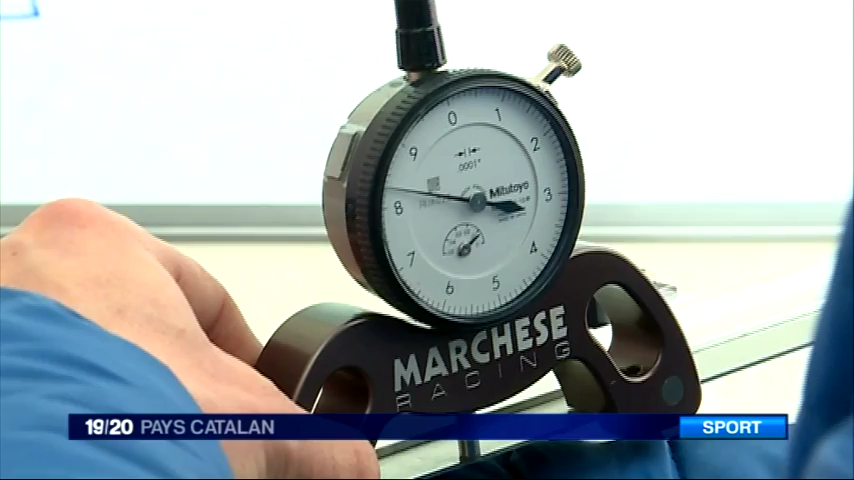 0
1
2
3
4
5
6
7
8
9
.0001"
Mitutoyo
MARCHESE
RACING
19/20 PAYS CATALAN
SPORT